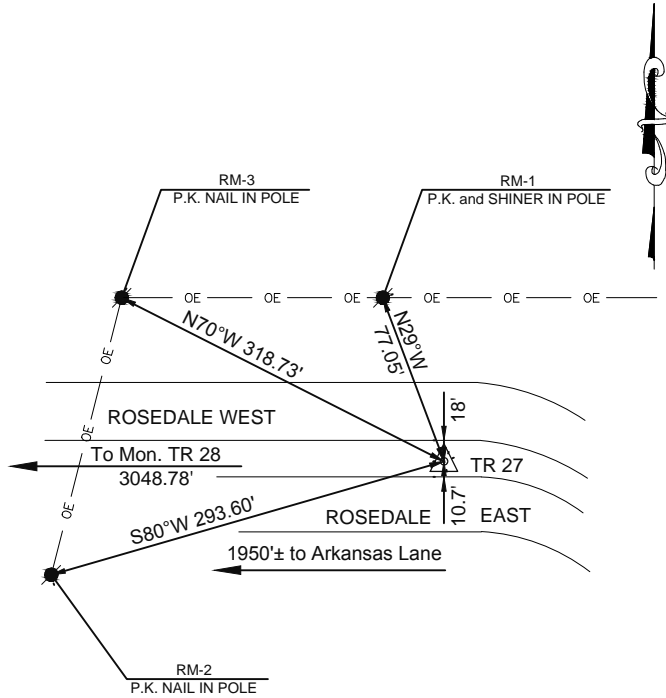 RM-3
P.K. NAIL IN POLE
RM-1
P.K. and SHINER IN POLE
OE OE OE OE OE OE
OE
N70°W 318.73'
N29°W
77.05'
ROSEDALE WEST
18'
OE
To Mon. TR 28
3048.78'
TR 27
OE
S80°W 293.60'
10.7'
ROSEDALE EAST
1950'± to Arkansas Lane
RM-2
P.K. NAIL IN POLE